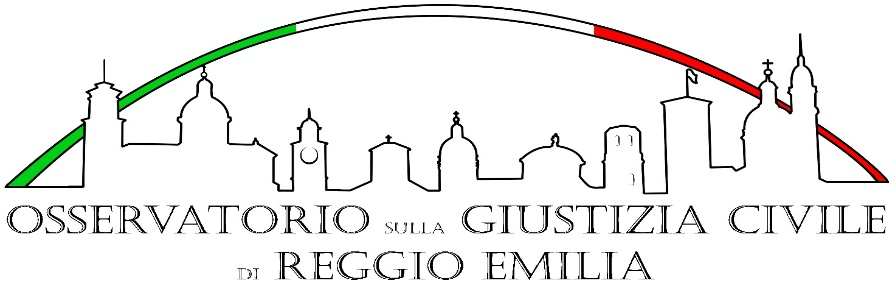 OSSERVATORIO SULLA GIUSTIZIA CIVILE
DI REGGIO EMILIA